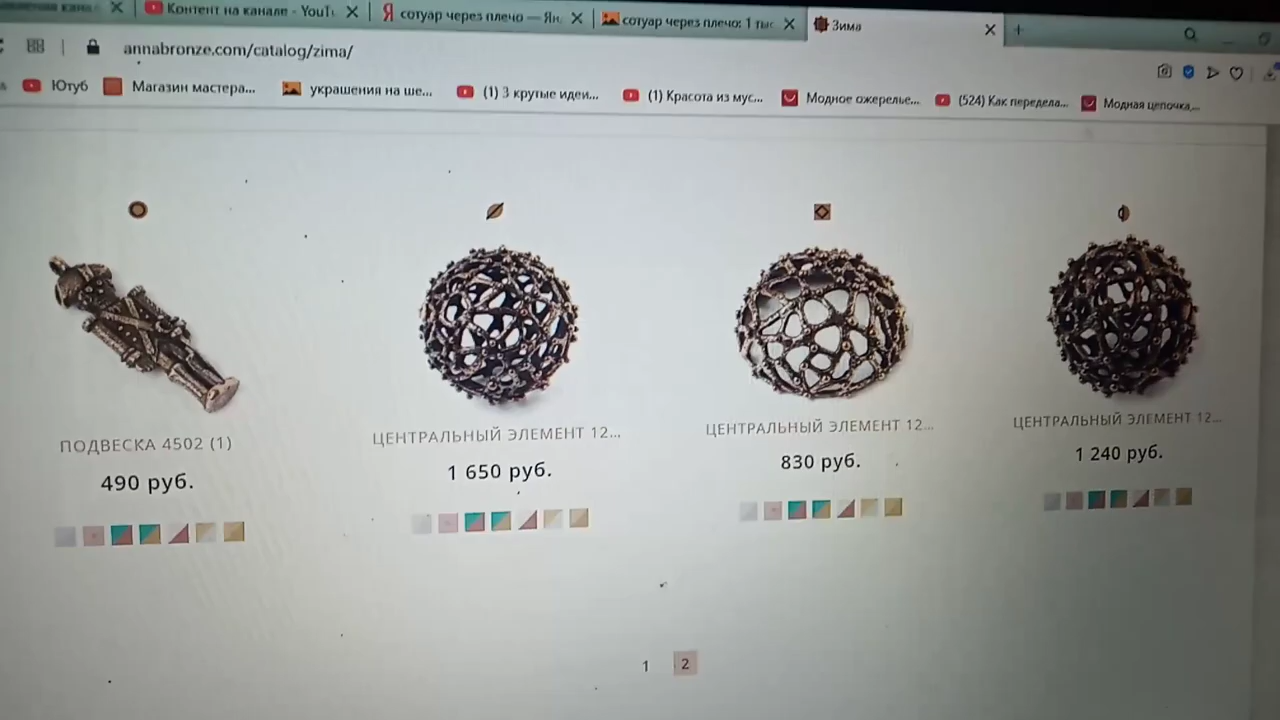 Контент на канале - YouTu
сотуар через плечо — Ян
сотуар через плечо: 1 тыс
Зима
annabronze.com/catalog/zima/
Ютуб
Магазин мастера...
украшения на ше...
(1) 3 крутые идеи...
(1) Красота из мус...
Модное ожерелье...
(524) Как передела...
Модная цепочка,...
ПОДВЕСКА 4502 (1)
490 руб.
ЦЕНТРАЛЬНЫЙ ЭЛЕМЕНТ 12...
1 650 руб.
ЦЕНТРАЛЬНЫЙ ЭЛЕМЕНТ 12...
830 руб.
ЦЕНТРАЛЬНЫЙ ЭЛЕМЕНТ 12...
1 240 руб.
1 2